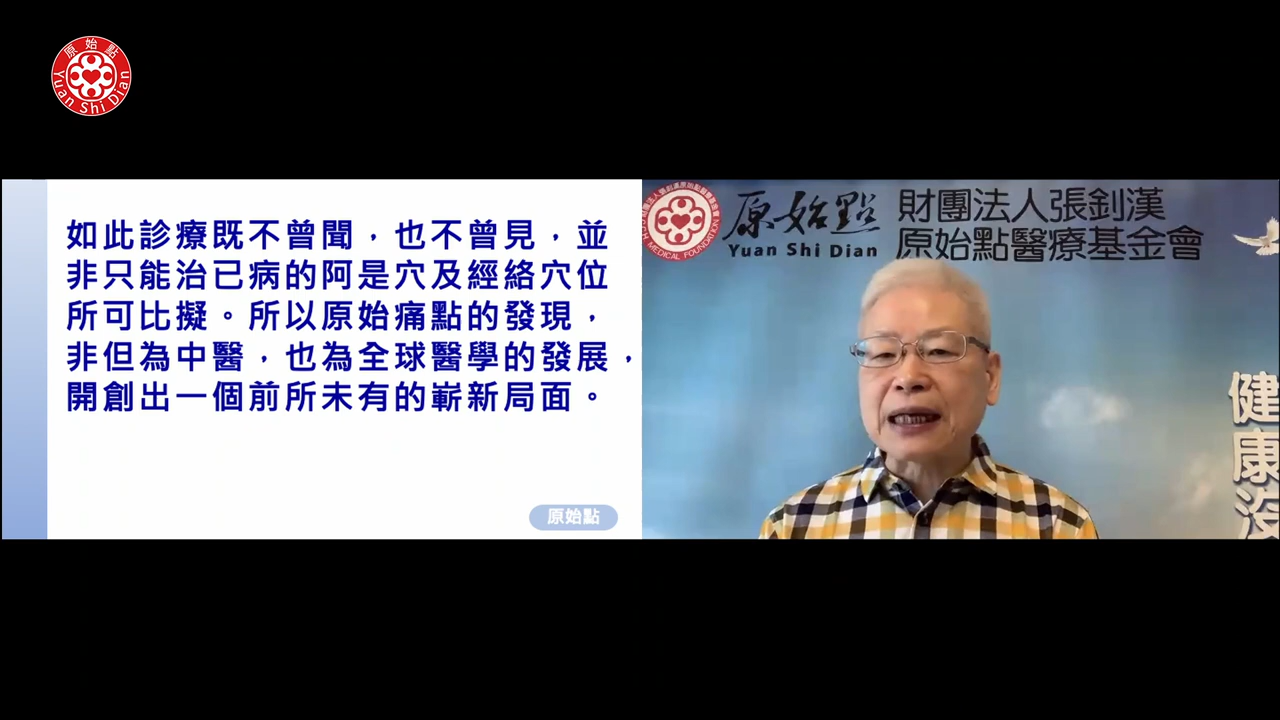 原始點
Yuan Shi Dian
如此診療既不曾聞，也不曾見，並
非只能治已病的阿是穴及經絡穴位
所可比擬。所以原始痛點的發現，
非但為中醫，也為全球醫學的發展，
開創出一個前所未有的嶄新局面。
原始點
原始點
Yuan Shi Dian
財團法人張釗漢
原始點醫療基金會
MEDICAL FOUNDATION
健康沒